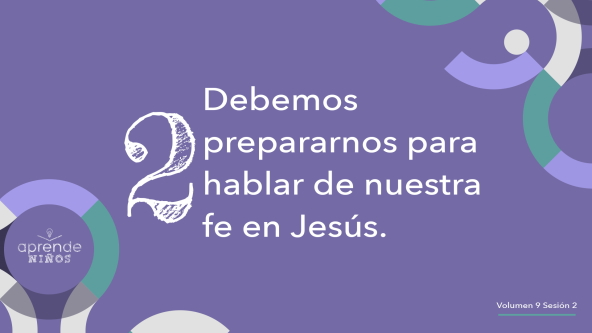 2
Debemos
prepararnos para
hablar de nuestra
fe en Jesús.
aprende
NIÑOS
Volumen 9 Sesión 2